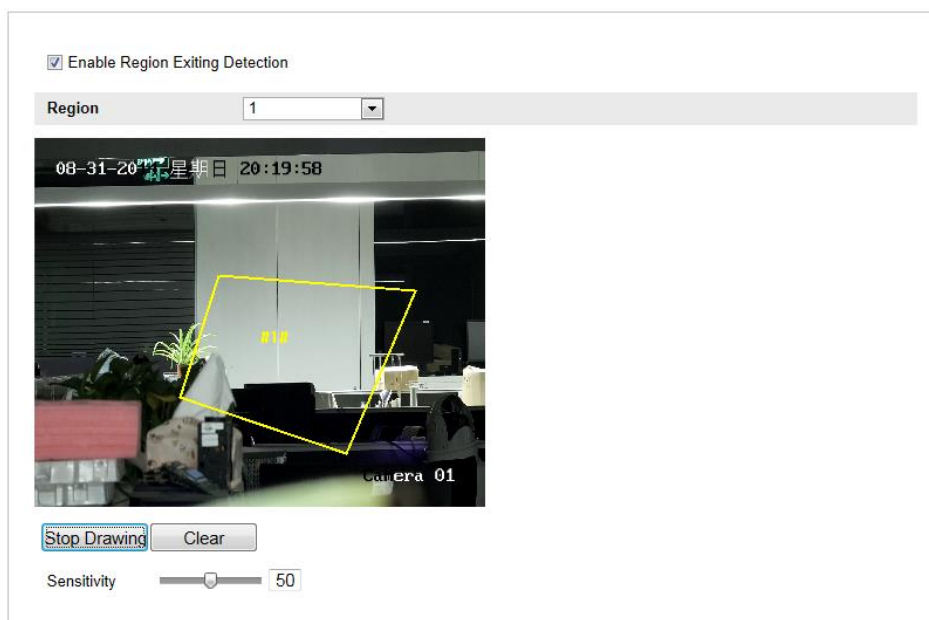 Enable Region Exiting Detection
Region 1
08-31-20 星期日 20:19:58
#1#
Camera 01
Stop Drawing Clear
Sensitivity 50